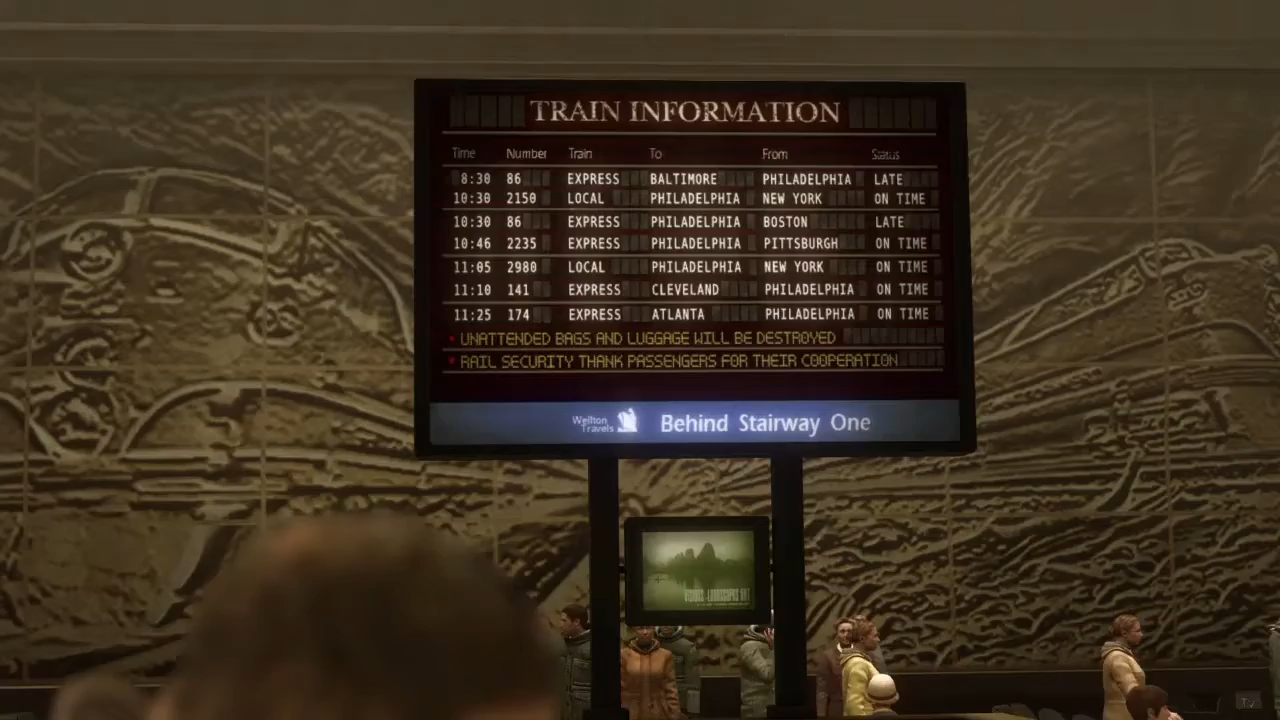 TRAIN INFORMATION
Time Number Train To From Status
8:30 86 EXPRESS BALTIMORE PHILADELPHIA LATE
10:30 2150 LOCAL PHILADELPHIA NEW YORK ON TIME
10:30 86 EXPRESS PHILADELPHIA BOSTON LATE
10:46 2235 EXPRESS PHILADELPHIA PITTSBURGH ON TIME
11:05 2980 LOCAL PHILADELPHIA NEW YORK ON TIME
11:10 141 EXPRESS CLEVELAND PHILADELPHIA ON TIME
11:25 174 EXPRESS ATLANTA PHILADELPHIA ON TIME
• UNATTENDED BAGS AND LUGGAGE WILL BE DESTROYED
• RAIL SECURITY THANK PASSENGERS FOR THEIR COOPERATION
Wellton
Travels
Behind Stairway One